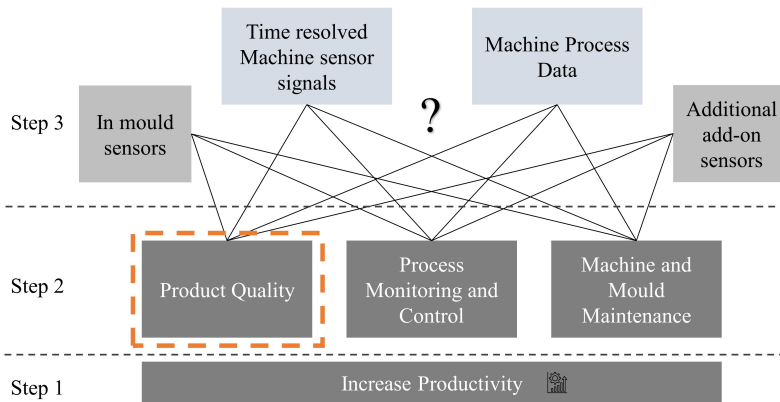 Time resolved
Machine sensor
signals
Machine Process
Data
Step 3
In mould
sensors
?
Additional
add-on
sensors
Step 2
Product Quality
Process
Monitoring and
Control
Machine and
Mould
Maintenance
Step 1
Increase Productivity